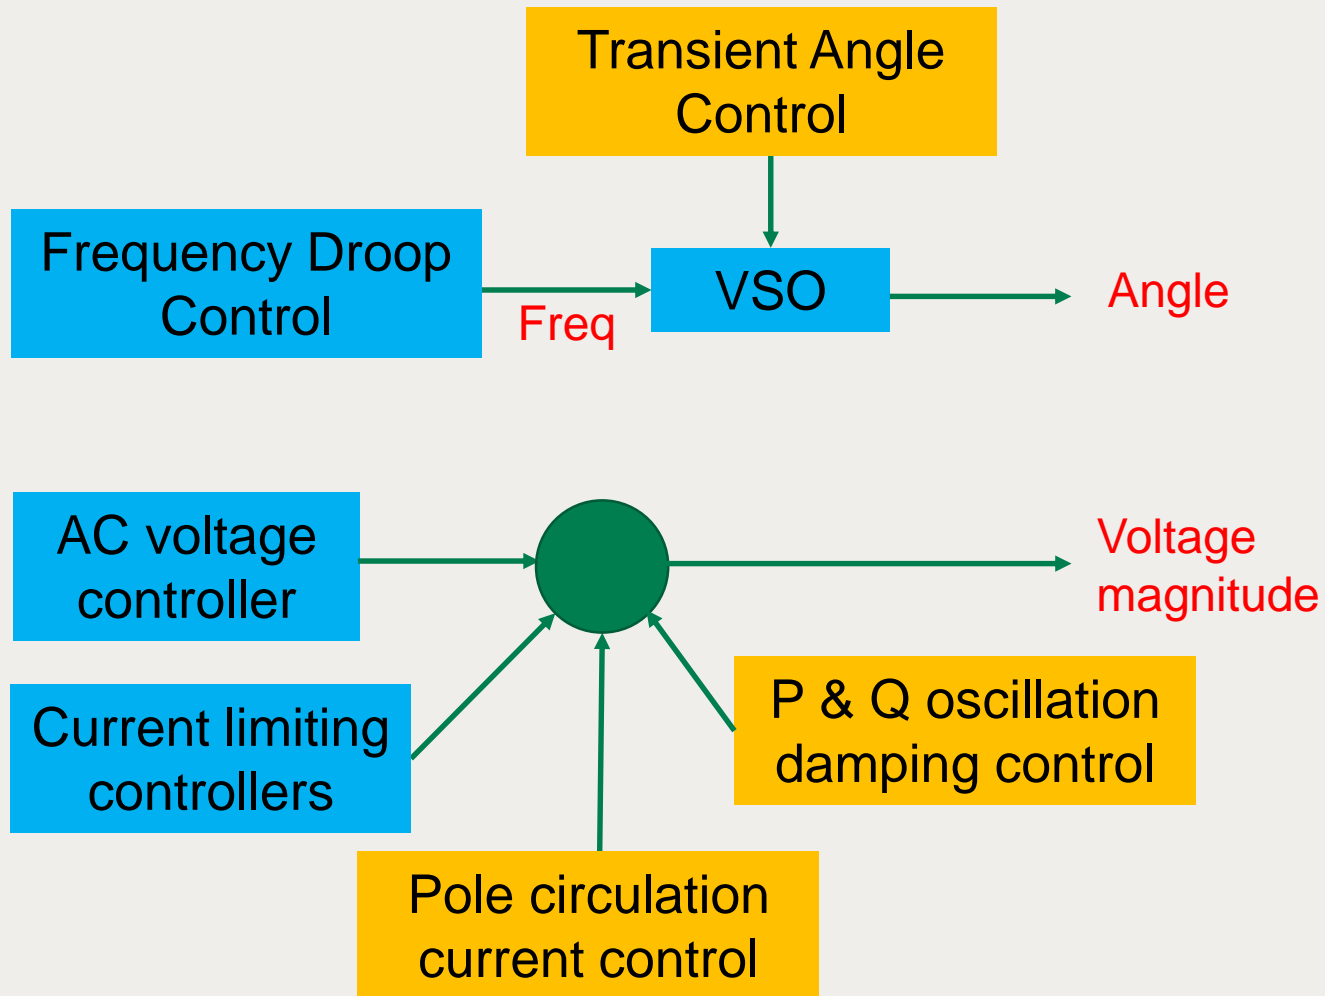 Transient Angle
Control
Frequency Droop
Control
Freq
VSO
Angle
AC voltage
controller
Voltage
magnitude
Current limiting
controllers
P & Q oscillation
damping control
Pole circulation
current control